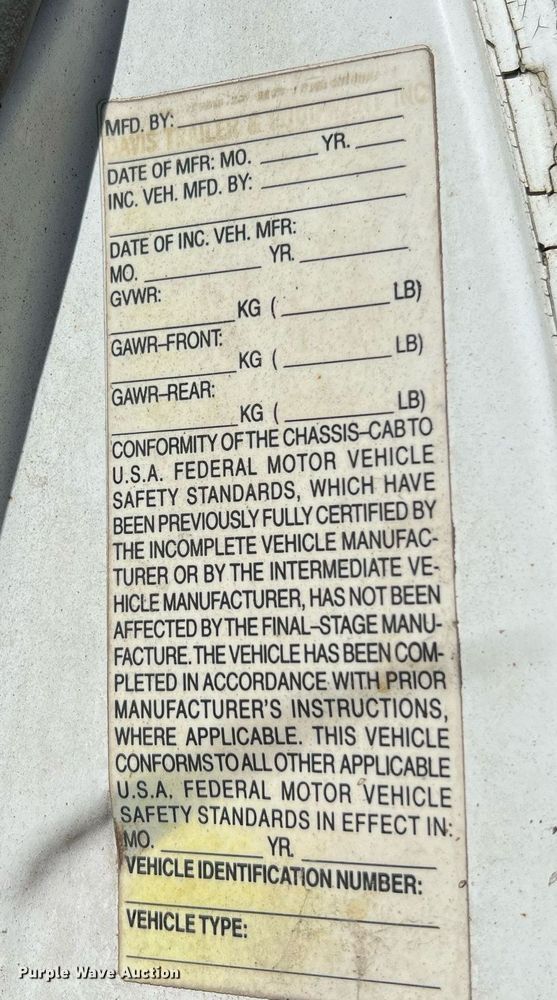 DAVIS TRAILER & EQUIPMENT INC
MFD. BY:
DATE OF MFR: MO. YR.
INC. VEH. MFD. BY:
DATE OF INC. VEH. MFR:
MO. YR.
GVWR:
KG ( LB)
GAWR-FRONT:
KG ( LB)
GAWR-REAR:
KG ( LB)
CONFORMITY OF THE CHASSIS-CAB TO
U.S.A. FEDERAL MOTOR VEHICLE
SAFETY STANDARDS, WHICH HAVE
BEEN PREVIOUSLY FULLY CERTIFIED BY
THE INCOMPLETE VEHICLE MANUFAC-
TURER OR BY THE INTERMEDIATE VE-
HICLE MANUFACTURER, HAS NOT BEEN
AFFECTED BY THE FINAL-STAGE MANU-
FACTURE. THE VEHICLE HAS BEEN COM-
PLETED IN ACCORDANCE WITH PRIOR
MANUFACTURER'S INSTRUCTIONS,
WHERE APPLICABLE. THIS VEHICLE
CONFORMS TO ALL OTHER APPLICABLE
U.S.A. FEDERAL MOTOR VEHICLE
SAFETY STANDARDS IN EFFECT IN:
MO. YR.
VEHICLE IDENTIFICATION NUMBER:
VEHICLE TYPE:
Purple Wave Auction